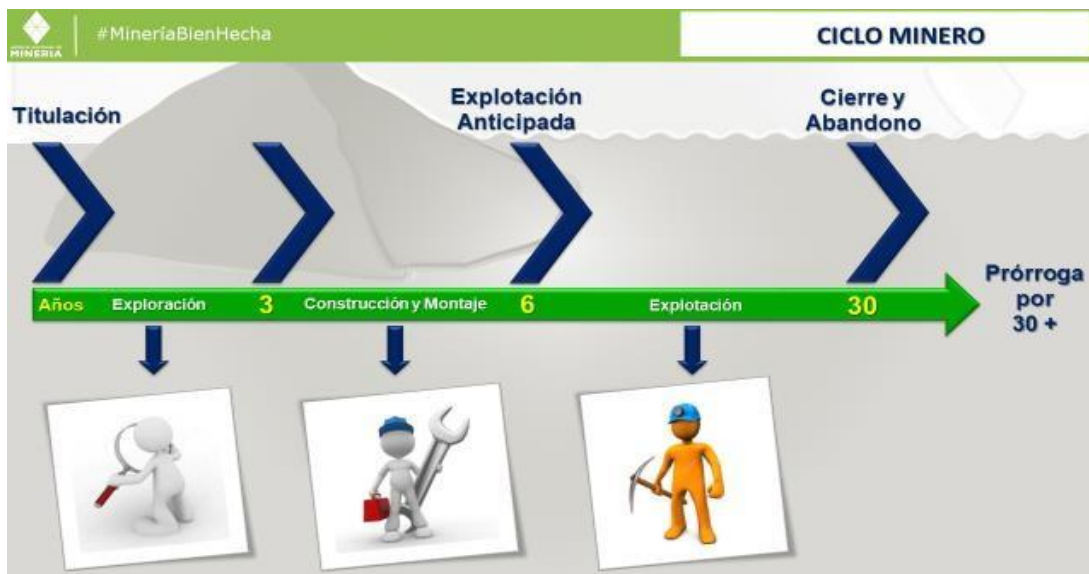 MINERÍA
#MineríaBienHecha
CICLO MINERO
Titulación
Explotación
Anticipada
Cierre y
Abandono
Años
Exploración
3
Construcción y Montaje
6
Explotación
30
Prórroga
por
30 +